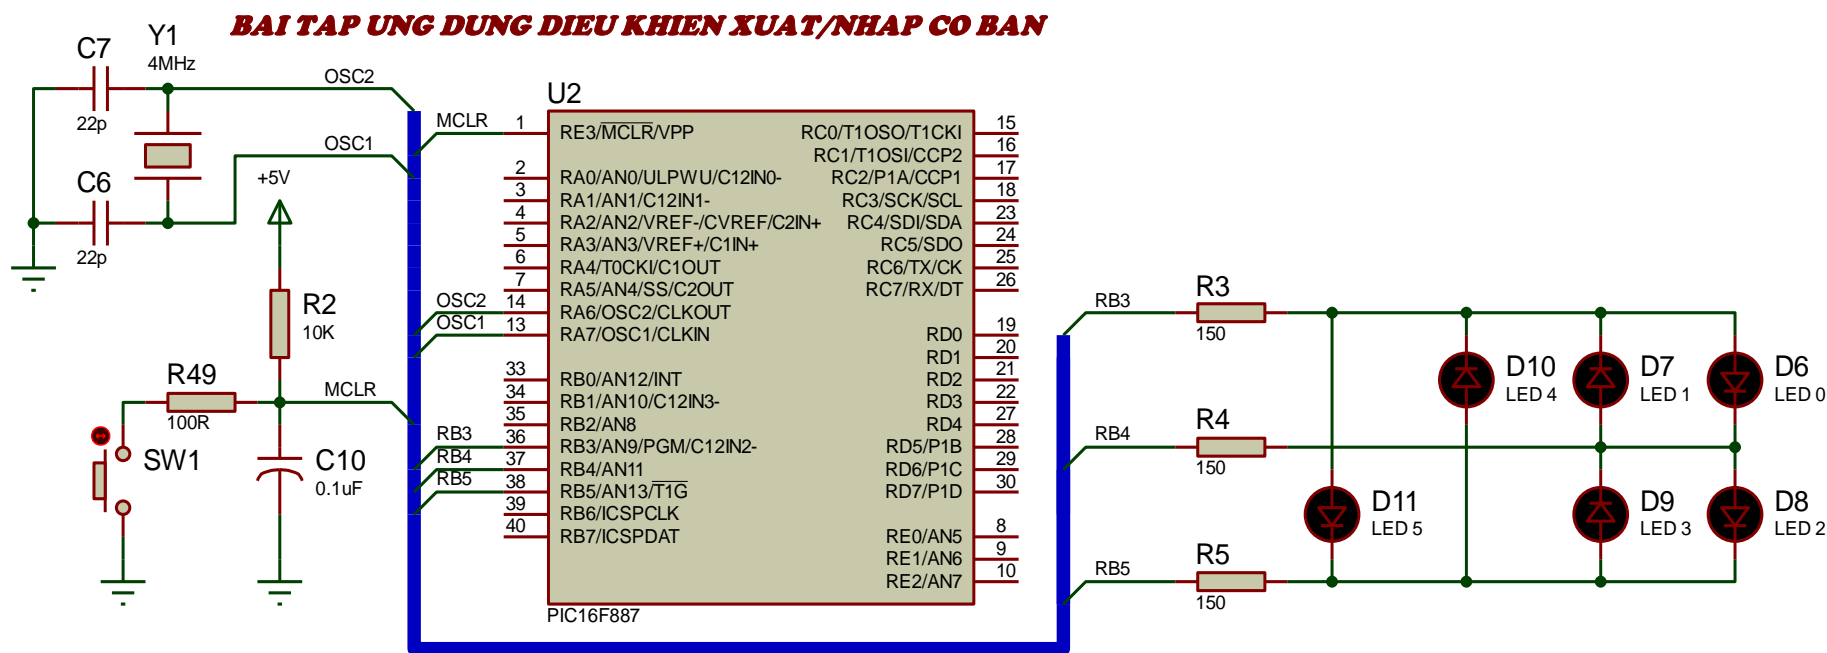 BAI TAP UNG DUNG DIEU KHIEN XUAT/NHAP CO BAN
C7
22p
Y1
4MHz
OSC2
OSC1
C6
22p
+5V
R2
10K
R49
100R
MCLR
SW1
C10
0.1uF
U2
MCLR 1 RE3/MCLR/VPP
2 RA0/AN0/ULPWU/C12IN0-
3 RA1/AN1/C12IN1-
4 RA2/AN2/VREF-/CVREF/C2IN+
5 RA3/AN3/VREF+/C1IN+
6 RA4/T0CKI/C1OUT
7 RA5/AN4/SS/C2OUT
OSC2 14 RA6/OSC2/CLKOUT
OSC1 13 RA7/OSC1/CLKIN
33 RB0/AN12/INT
34 RB1/AN10/C12IN3-
35 RB2/AN8
RB3 36 RB3/AN9/PGM/C12IN2-
RB4 37 RB4/AN11
RB5 38 RB5/AN13/T1G
39 RB6/ICSPCLK
40 RB7/ICSPDAT
RC0/T1OSO/T1CKI 15
RC1/T1OSI/CCP2 16
RC2/P1A/CCP1 17
RC3/SCK/SCL 18
RC4/SDI/SDA 23
RC5/SDO 24
RC6/TX/CK 25
RC7/RX/DT 26
RD0 19
RD1 20
RD2 21
RD3 22
RD4 27
RD5/P1B 28
RD6/P1C 29
RD7/P1D 30
RE0/AN5 8
RE1/AN6 9
RE2/AN7 10
PIC16F887
RB3
R3
150
RB4
R4
150
RB5
R5
150
D10
LED 4
D7
LED 1
D6
LED 0
D11
LED 5
D9
LED 3
D8
LED 2